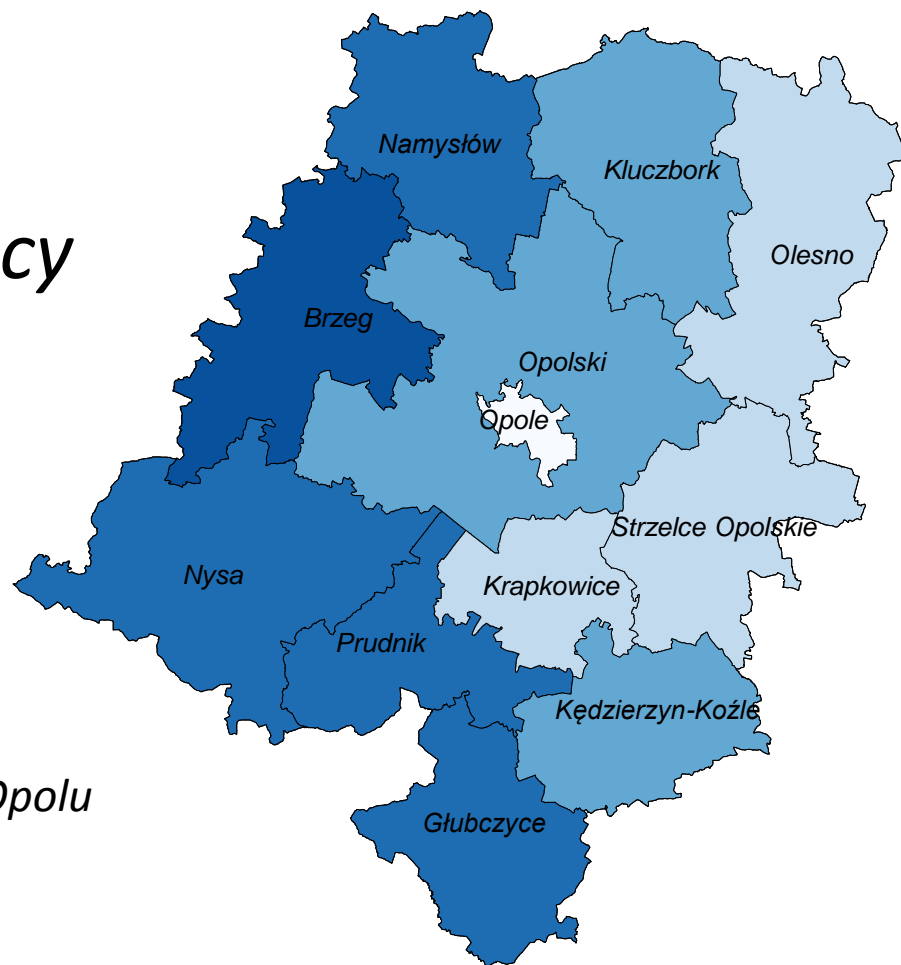 Namysłów
Kluczbork
cy
Olesno
Brzeg
Opolski
Opole
Strzelce Opolskie
Nysa
Krapkowice
Prudnik
Kędzierzyn-Koźle
Opolu
Głubczyce